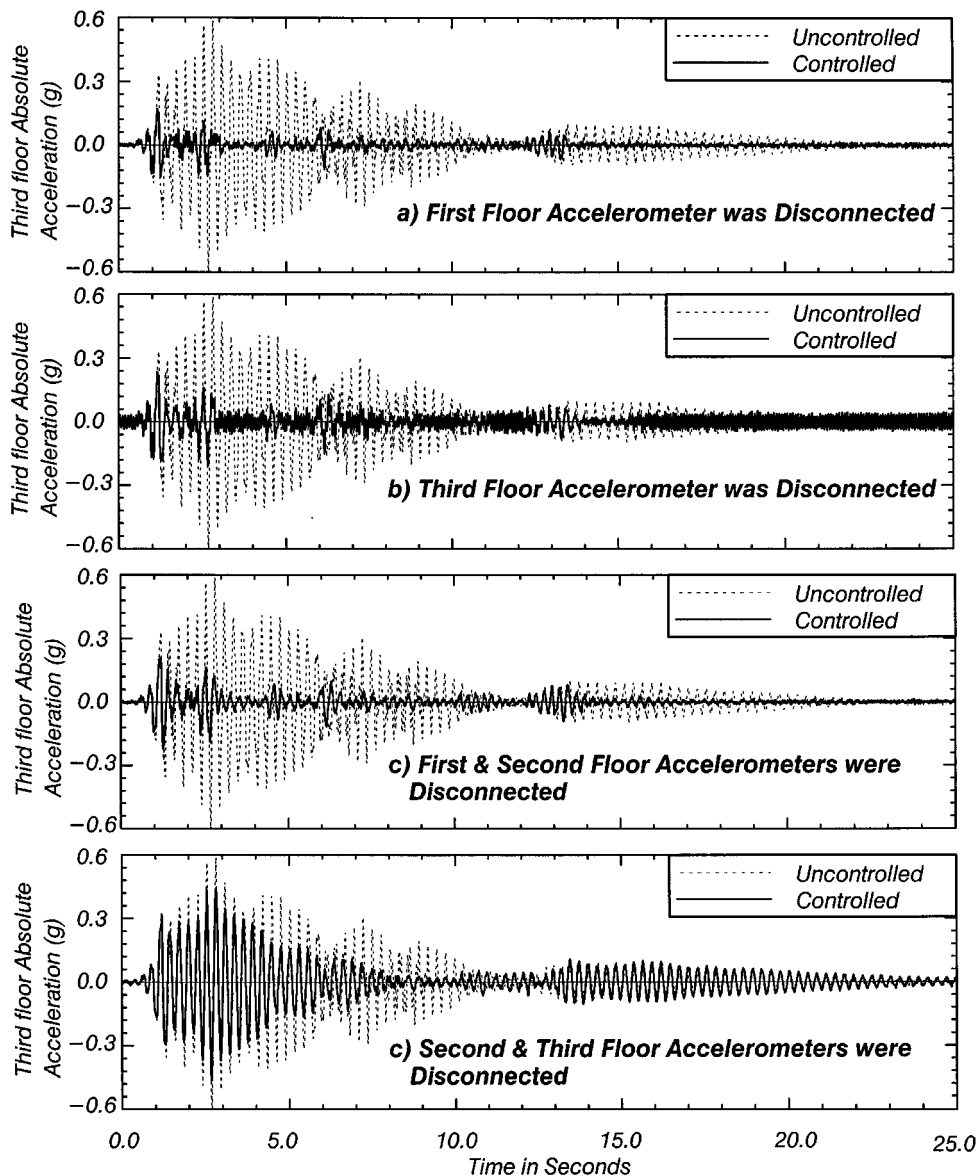 0.6
0.3
0.0
−0.3
−0.6
Third floor Absolute
Acceleration (g)
Uncontrolled
Controlled
a) First Floor Accelerometer was Disconnected
0.6
0.3
0.0
−0.3
−0.6
Third floor Absolute
Acceleration (g)
Uncontrolled
Controlled
b) Third Floor Accelerometer was Disconnected
0.6
0.3
0.0
−0.3
−0.6
Third floor Absolute
Acceleration (g)
Uncontrolled
Controlled
c) First & Second Floor Accelerometers were
Disconnected
0.6
0.3
0.0
−0.3
−0.6
Third floor Absolute
Acceleration (g)
Uncontrolled
Controlled
c) Second & Third Floor Accelerometers were
Disconnected
0.0 5.0 10.0 15.0 20.0 25.0
Time in Seconds